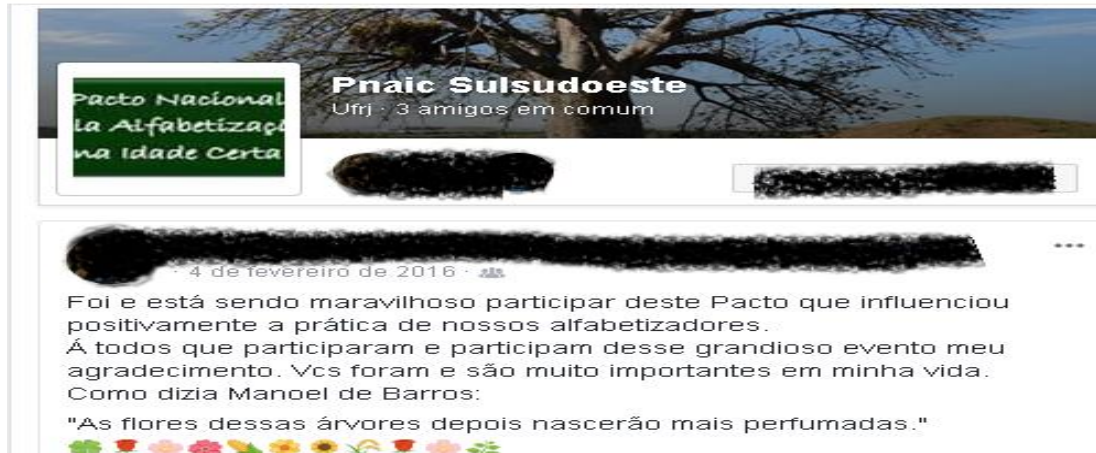 Pnaic Sulsudoeste
Ufrj · 3 amigos em comum
Pacto Nacional
la Alfabetizaç
na Idade Certa
· 4 de fevereiro de 2016 ·
Foi e está sendo maravilhoso participar deste Pacto que influenciou
positivamente a prática de nossos alfabetizadores.
Á todos que participaram e participam desse grandioso evento meu
agradecimento. Vcs foram e são muito importantes em minha vida.
Como dizia Manoel de Barros:
"As flores dessas árvores depois nascerão mais perfumadas."